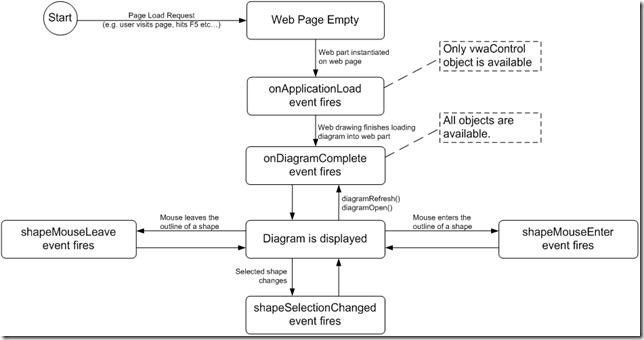 Start
Page Load Request
(e.g. user visits page, hits F5 etc…)
Web Page Empty
Web part instantiated
on web page
Only vwaControl
object is available
onApplicationLoad
event fires
Web drawing finishes loading
diagram into web part
All objects are
available.
onDiagramComplete
event fires
diagramRefresh()
diagramOpen()
Mouse leaves the
outline of a shape
Mouse enters the
outline of a shape
shapeMouseLeave
event fires
Diagram is displayed
shapeMouseEnter
event fires
Selected shape
changes
shapeSelectionChanged
event fires